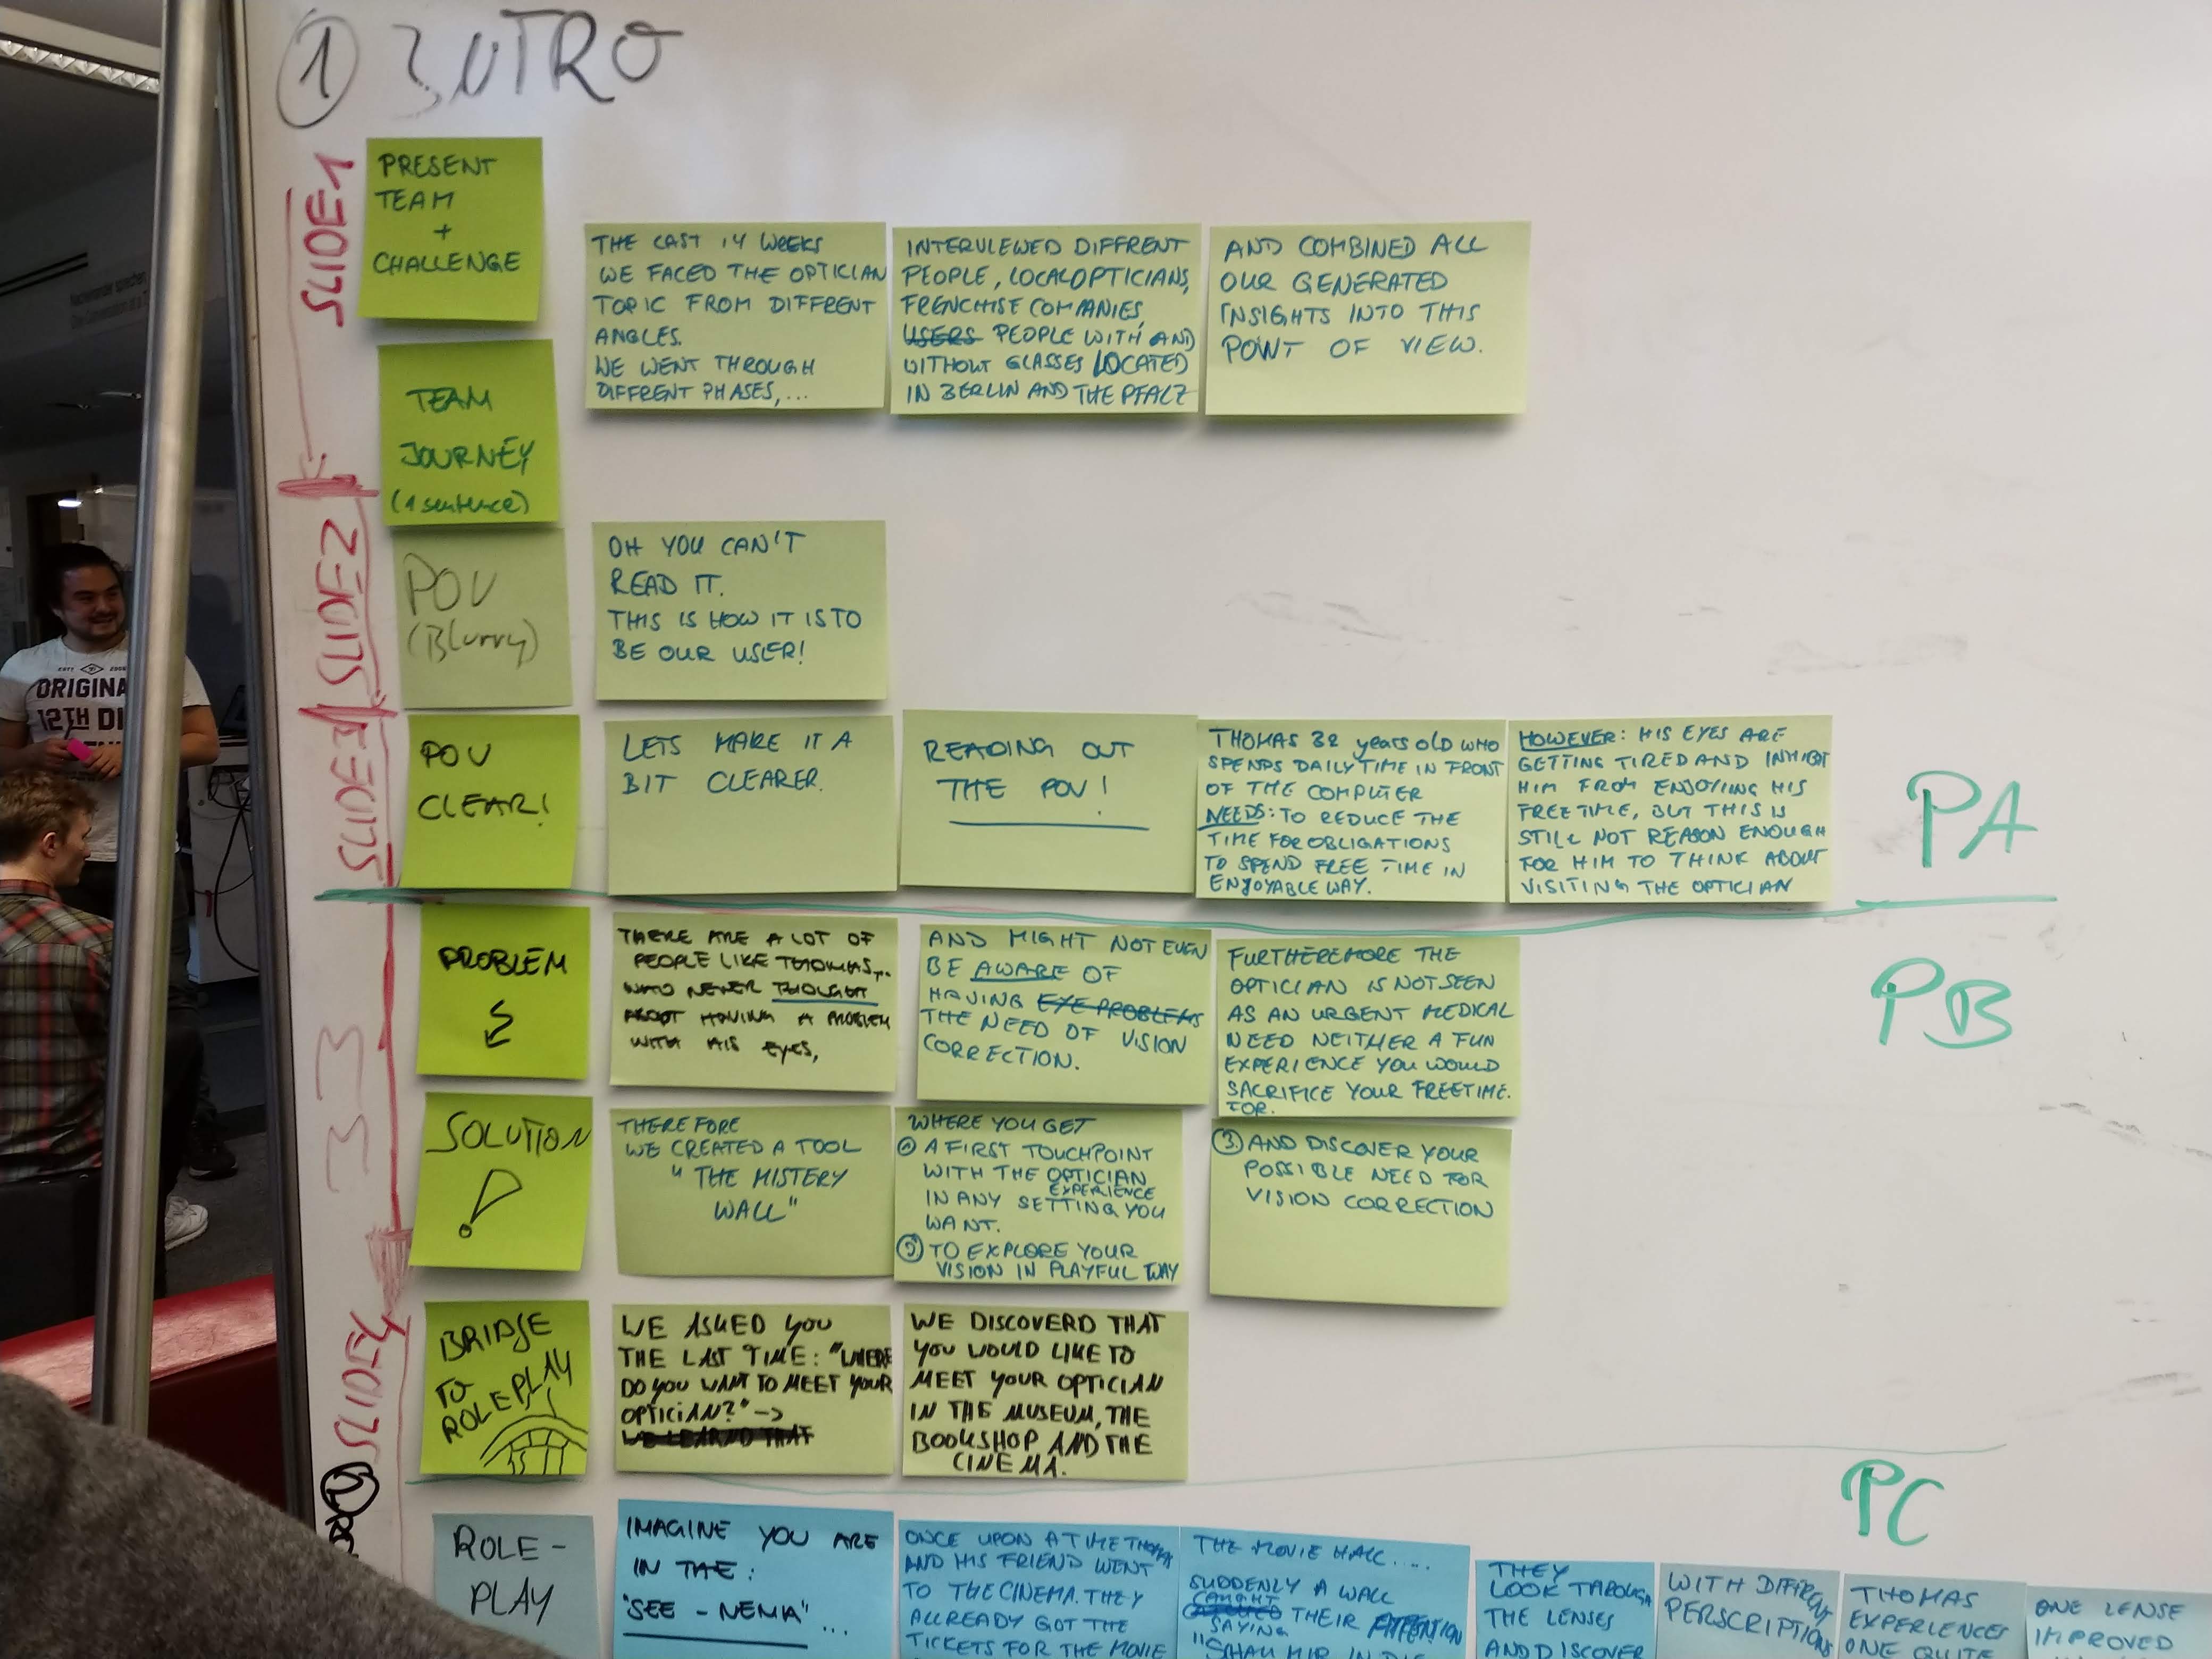 ① INTRO
SLIDE 1
PRESENT
TEAM
+
CHALLENGE
THE LAST 14 WEEKS
WE FACED THE OPTICIAN
TOPIC FROM DIFFRENT
ANGLES.
WE WENT THROUGH
DIFFRENT PHASES,...
INTERVIEWED DIFFRENT
PEOPLE, LOCAL OPTICIANS,
FRENCHISE COMPANIES
USERS PEOPLE WITH AND
WITHOUT GLASSES LOCATED
IN BERLIN AND THE PFALZ
AND COMBINED ALL
OUR GENERATED
INSIGHTS INTO THIS
POINT OF VIEW.
TEAM
JOURNEY
(1 sentence)
SLIDE 2
POV
(Blurry)
OH YOU CAN'T
READ IT.
THIS IS HOW IT IS TO
BE OUR USER!
SLIDE 3
POV
CLEAR!
LETS MAKE IT A
BIT CLEARER.
READING OUT
THE POV!
THOMAS 32 years old WHO
SPENDS DAILY TIME IN FRONT
OF THE COMPUTER
NEEDS: TO REDUCE THE
TIME FOR OBLIGATIONS
TO SPEND FREE TIME IN
ENJOYABLE WAY.
HOWEVER: HIS EYES ARE
GETTING TIRED AND INHIBIT
HIM FROM ENJOYING HIS
FREETIME, BUT THIS IS
STILL NOT REASON ENOUGH
FOR HIM TO THINK ABOUT
VISITING THE OPTICIAN
PA
PB
33
PROBLEM
THERE ARE A LOT OF
PEOPLE LIKE THOMAS,..
WHO NEVER THOUGHT
ABOUT HAVING A PROBLEM
WITH HIS EYES,
AND MIGHT NOT EVEN
BE AWARE OF
HAVING EYE PROBLEMS
THE NEED OF VISION
CORRECTION.
FURTHEREMORE THE
OPTICIAN IS NOT SEEN
AS AN URGENT MEDICAL
NEED NEITHER A FUN
EXPERIENCE YOU WOULD
SACRIFICE YOUR FREETIME.
FOR.
SOLUTION
!
THEREFORE
WE CREATED A TOOL
"THE MISTERY
WALL"
WHERE YOU GET
① A FIRST TOUCHPOINT
WITH THE OPTICIAN
EXPERIENCE
IN ANY SETTING YOU
WANT.
② TO EXPLORE YOUR
VISION IN PLAYFUL WAY
③ AND DISCOVER YOUR
POSSIBLE NEED FOR
VISION CORRECTION
SLIDE 4
BRIDGE
TO
ROLEPLAY
WE ASKED YOU
THE LAST TIME: "WHERE
DO YOU WANT TO MEET YOUR
OPTICIAN?" ->
WE LEARND THAT
WE DISCOVERD THAT
YOU WOULD LIKE TO
MEET YOUR OPTICIAN
IN THE MUSEUM, THE
BOOKSHOP AND THE
CINEMA.
PC
ROLE-
PLAY
IMAGINE YOU ARE
IN THE:
"SEE-NEMA" ...
ONCE UPON A TIME THOMAS
AND HIS FRIEND WENT
TO THE CINEMA. THEY
ALLREADY GOT THE
TICKETS FOR THE MOVIE
THE MOVIE HALL....
SUDDENLY A WALL
CAUGHT
THEIR ATTENTION
SAYING
THEY
LOOK THROUGH
THE LENSES
AND DISCOVER
WITH DIFFRENT
PERSCRIPTIONS
THOMAS
EXPERIENCES
ONE QUITE
ONE LENSE
IMPROVED
ORIGINA
12TH DI